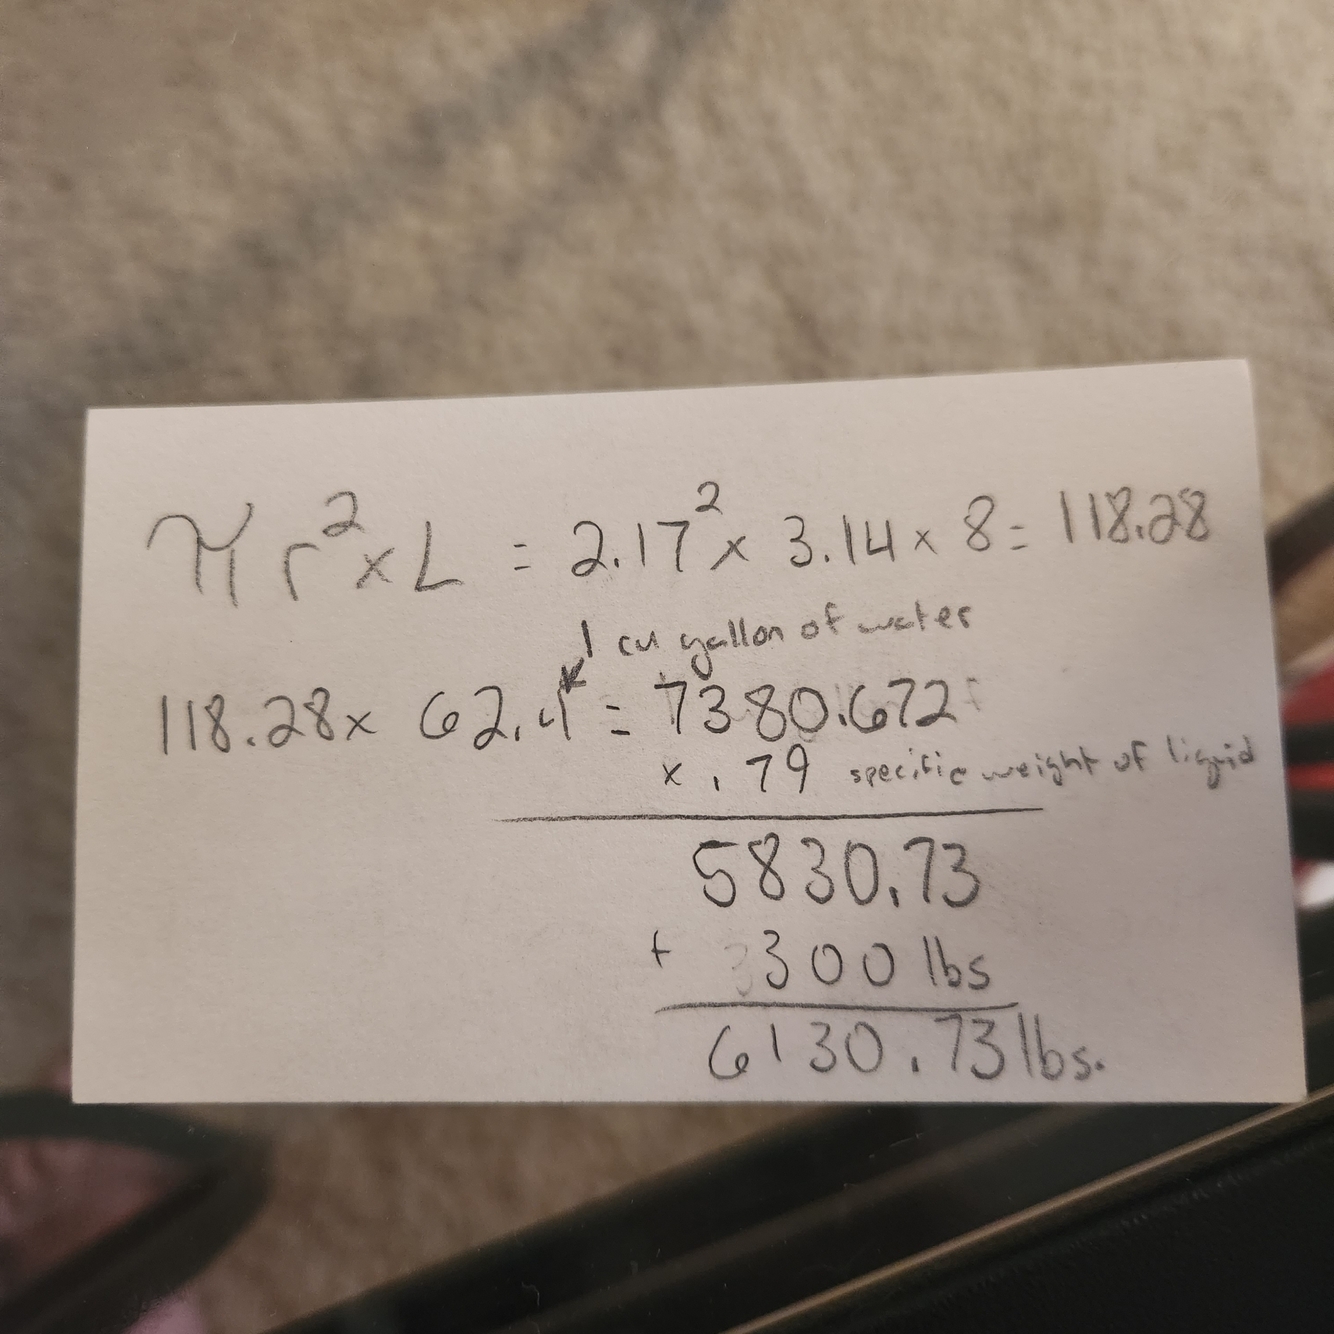 π r² x L = 2.17² x 3.14 x 8 = 118.28
1 cu gallon of water
118.28 x 62.4 = 7380.672
x .79 specific weight of liquid
5830.73
+ 300 lbs
6130.73 lbs.